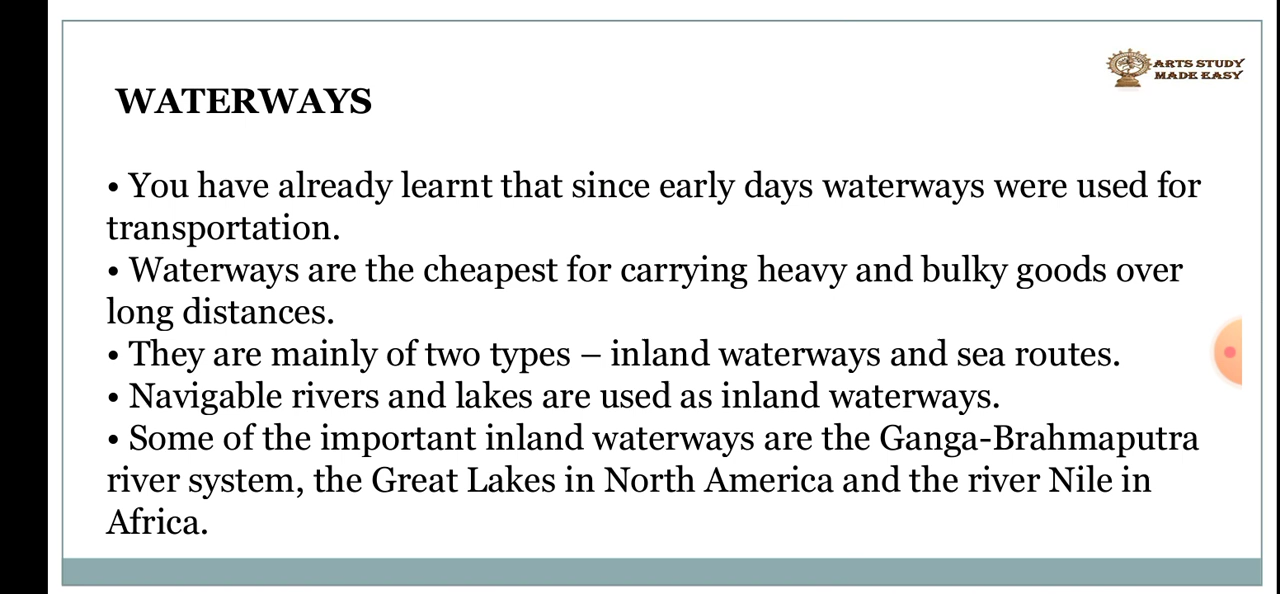 ARTS STUDY
MADE EASY
WATERWAYS
• You have already learnt that since early days waterways were used for
transportation.
• Waterways are the cheapest for carrying heavy and bulky goods over
long distances.
• They are mainly of two types – inland waterways and sea routes.
• Navigable rivers and lakes are used as inland waterways.
• Some of the important inland waterways are the Ganga-Brahmaputra
river system, the Great Lakes in North America and the river Nile in
Africa.